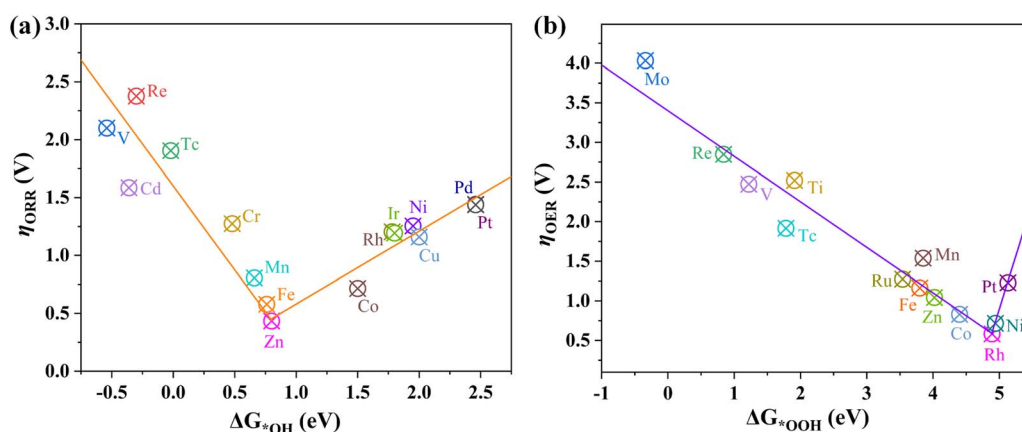 (a)
η_ORR (V)
3.0
2.5
2.0
1.5
1.0
0.5
0.0
Re
V
Tc
Cd
Cr
Mn
Fe
Zn
Pd
Ir
Ni
Rh
Cu
Pt
Co
-0.5
0.0
0.5
1.0
1.5
2.0
2.5
ΔG*OH (eV)
(b)
η_OER (V)
4.0
3.5
3.0
2.5
2.0
1.5
1.0
0.5
Mo
Re
V
Ti
Tc
Mn
Ru
Fe
Zn
Co
Pt
Ni
Rh
-1
0
1
2
3
4
5
ΔG*OOH (eV)